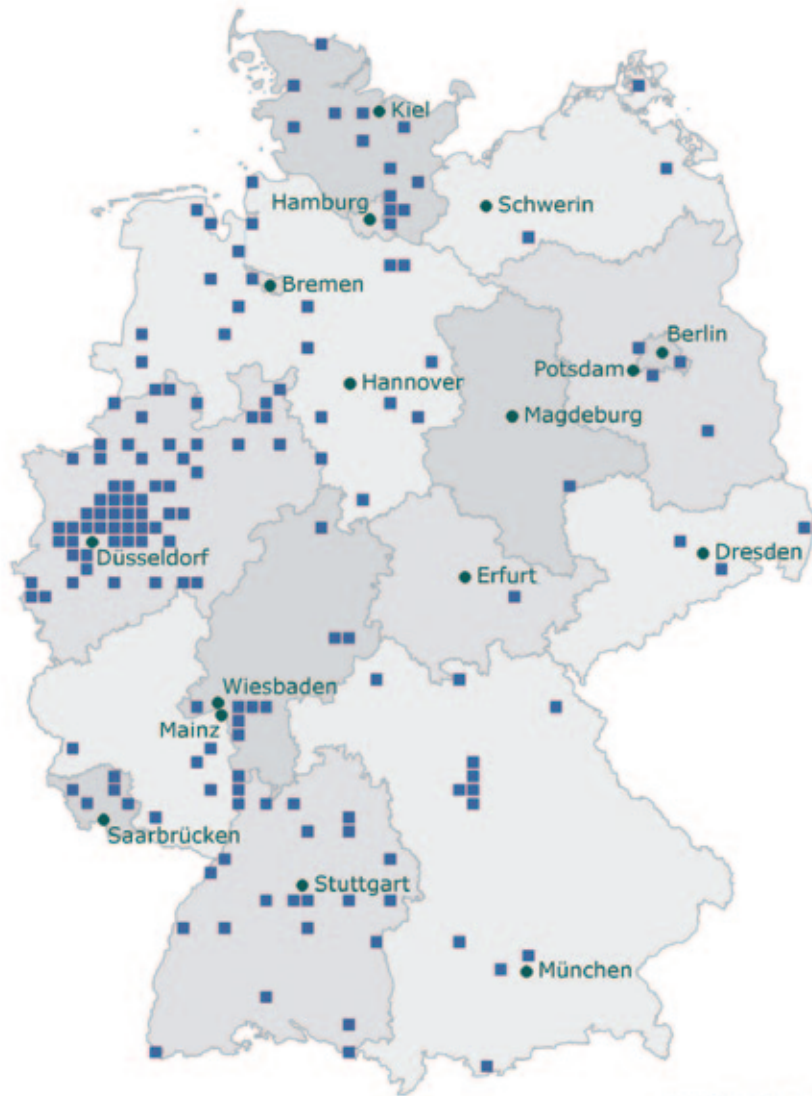 Kiel
Hamburg
Schwerin
Bremen
Berlin
Potsdam
Hannover
Magdeburg
Düsseldorf
Dresden
Erfurt
Wiesbaden
Mainz
Saarbrücken
Stuttgart
München